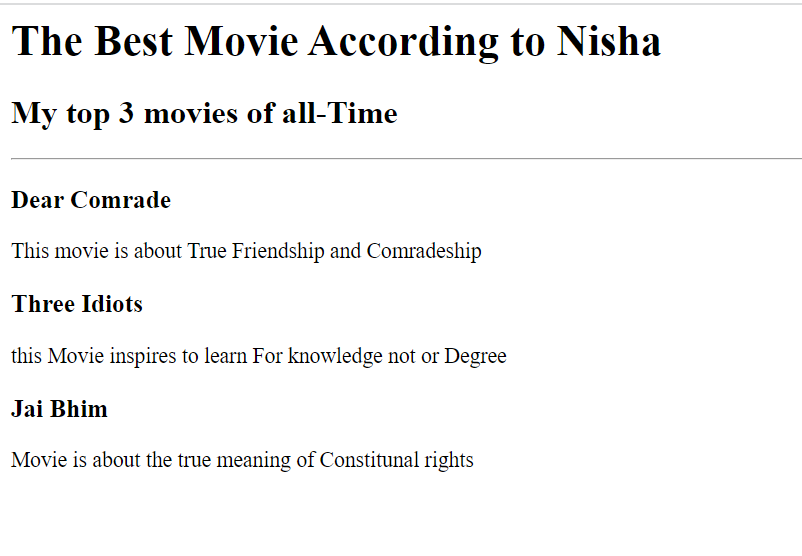 The Best Movie According to Nisha
My top 3 movies of all-Time
Dear Comrade
This movie is about True Friendship and Comradeship
Three Idiots
this Movie inspires to learn For knowledge not or Degree
Jai Bhim
Movie is about the true meaning of Constitunal rights